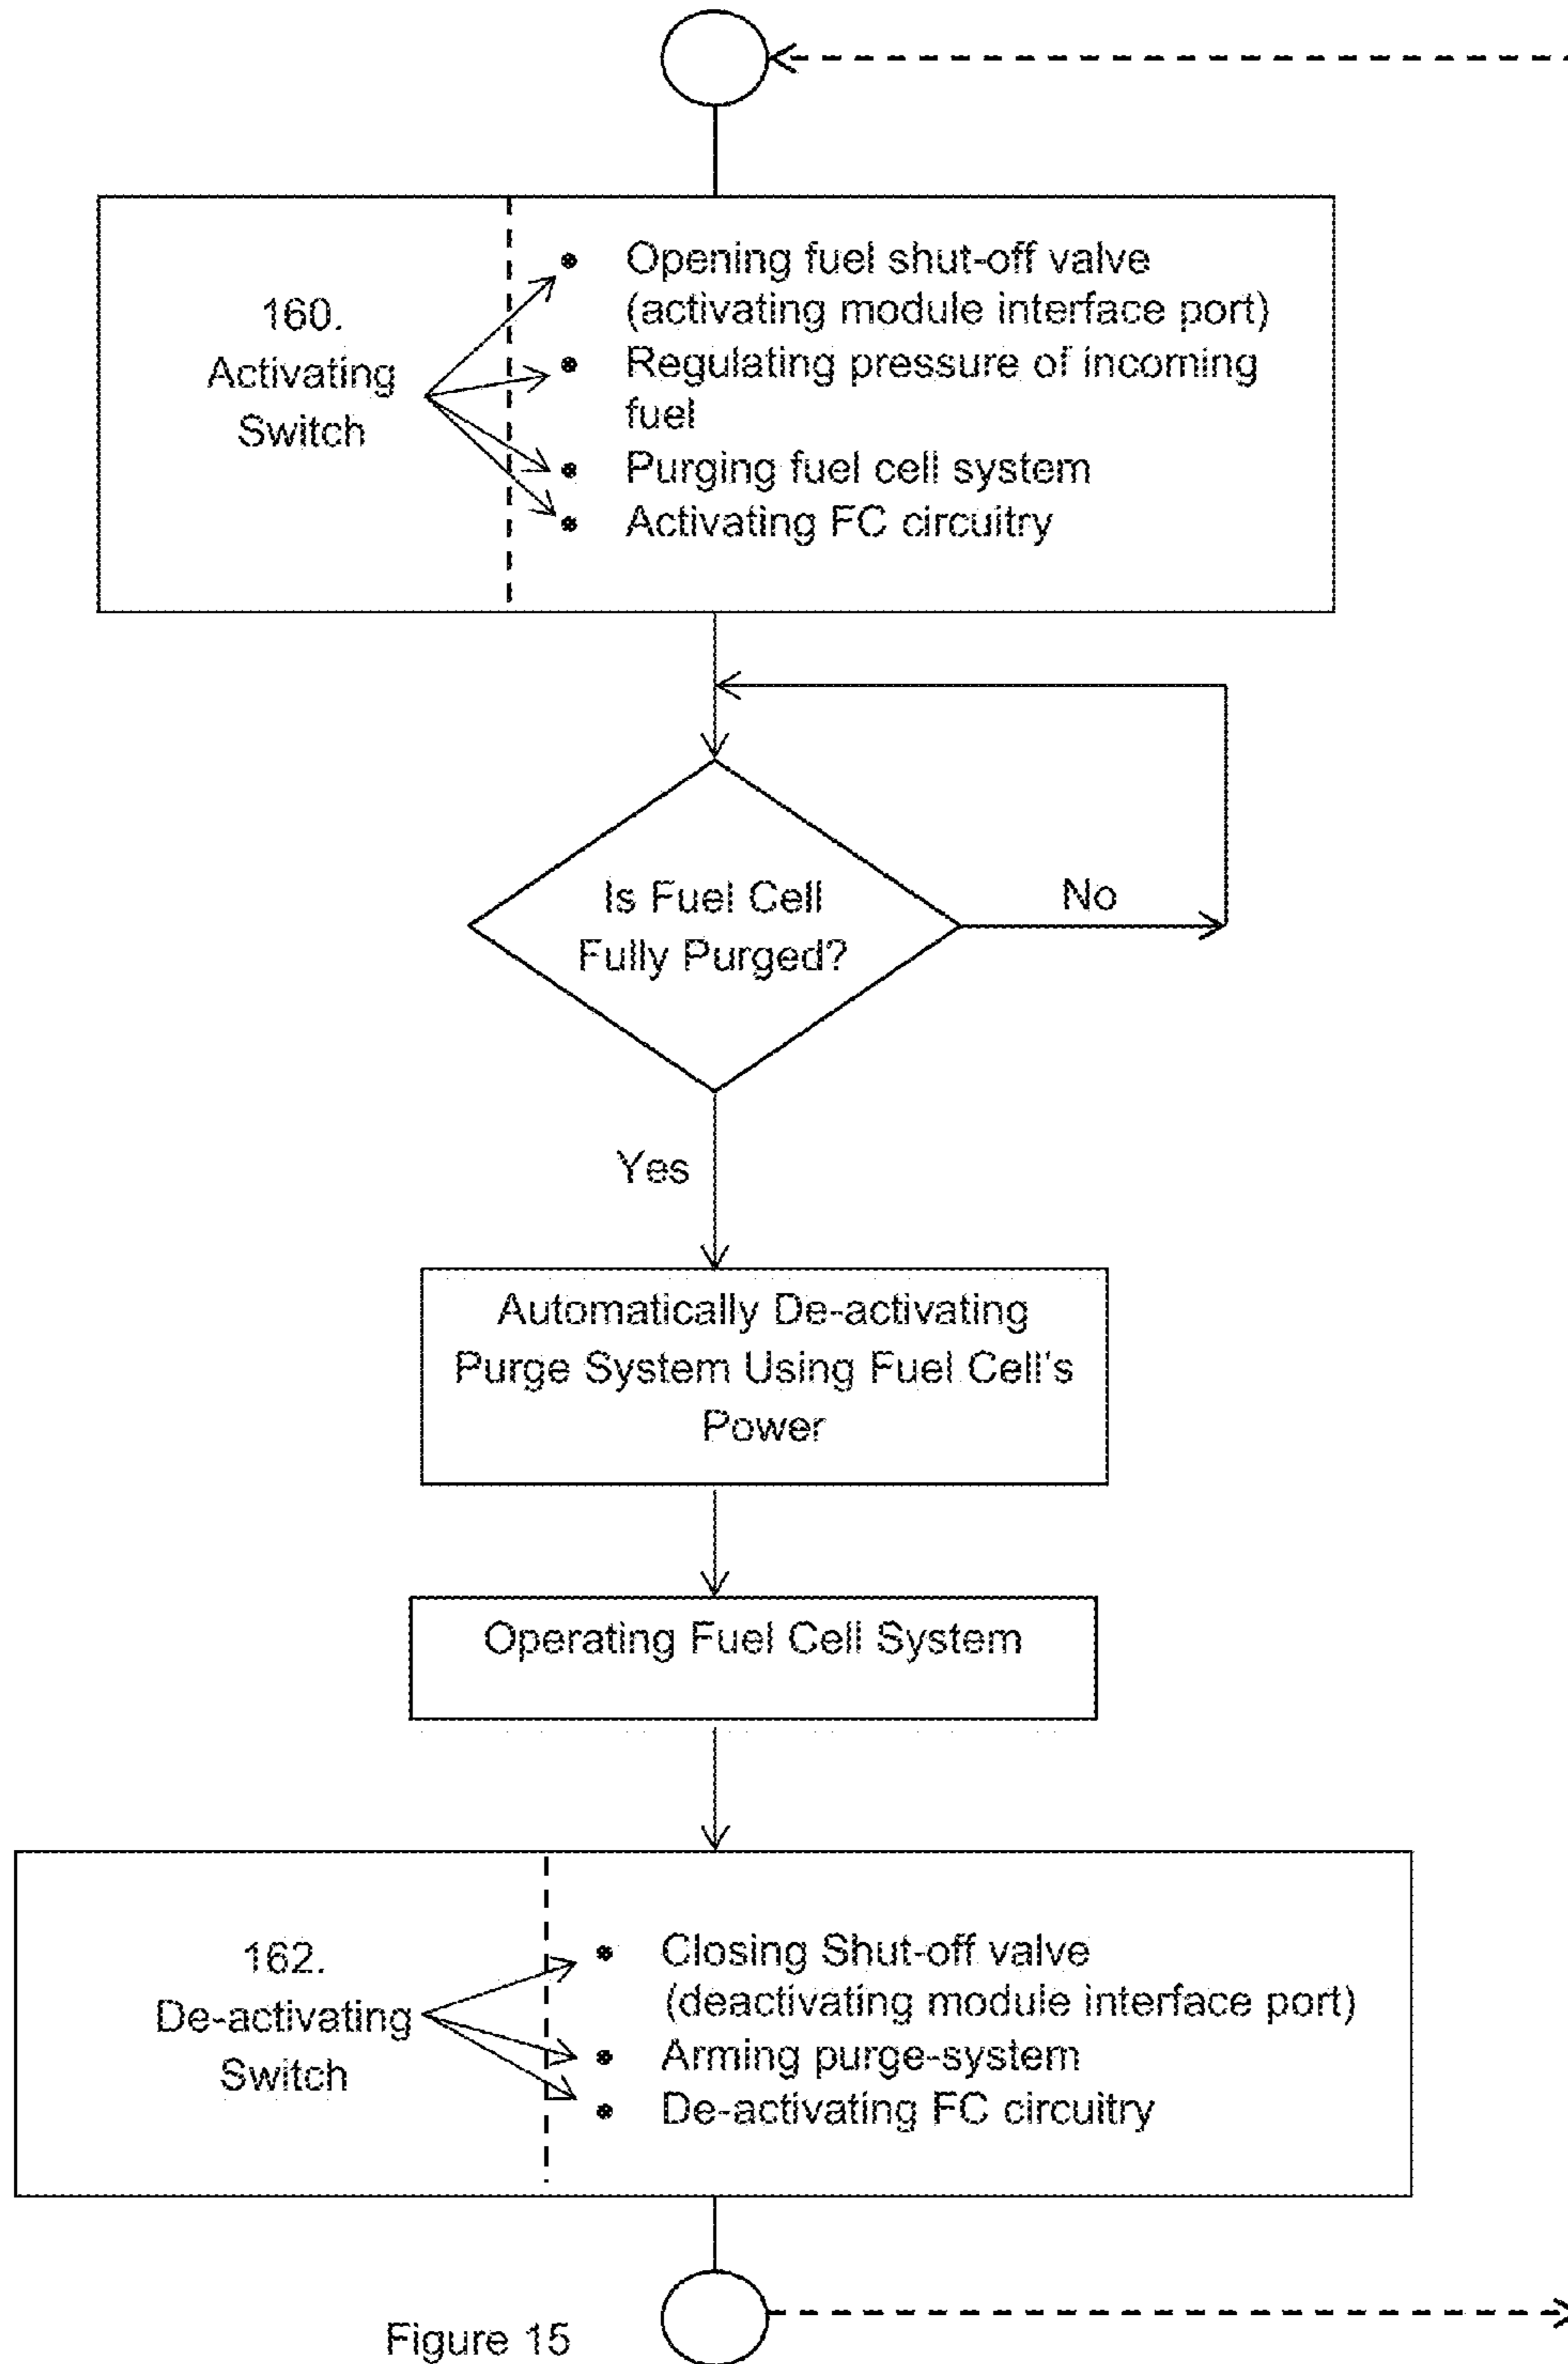 160.
Activating
Switch
• Opening fuel shut-off valve
(activating module interface port)
• Regulating pressure of incoming
fuel
• Purging fuel cell system
• Activating FC circuitry
Is Fuel Cell
Fully Purged?
No
Yes
Automatically De-activating
Purge System Using Fuel Cell's
Power
Operating Fuel Cell System
162.
De-activating
Switch
• Closing Shut-off valve
(deactivating module interface port)
• Arming purge-system
• De-activating FC circuitry
Figure 15